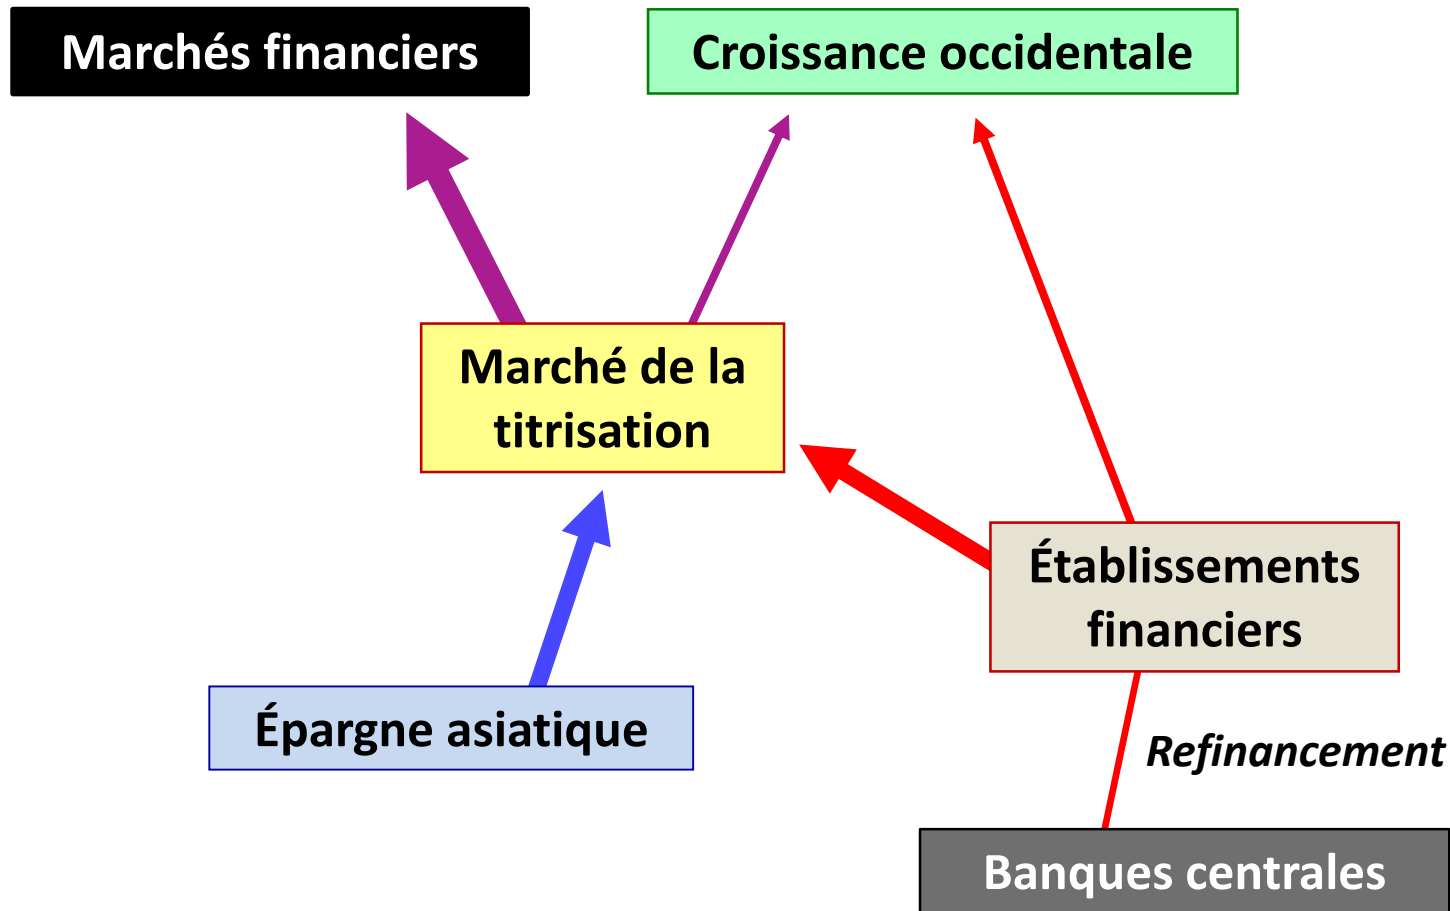 Marchés financiers
Croissance occidentale
Marché de la
titrisation
Établissements
financiers
Épargne asiatique
Refinancement
Banques centrales